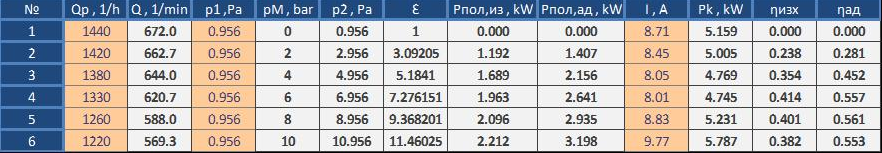 № Qp , 1/h Q , 1/min p1 ,Pa pM , bar p2 , Pa Ɛ Pпол,из , kW Pпол,ад , kW I , A Pk , kW ηизх ηад
1 1440 672.0 0.956 0 0.956 1 0.000 0.000 8.71 5.159 0.000 0.000
2 1420 662.7 0.956 2 2.956 3.09205 1.192 1.407 8.45 5.005 0.238 0.281
3 1380 644.0 0.956 4 4.956 5.1841 1.689 2.156 8.05 4.769 0.354 0.452
4 1330 620.7 0.956 6 6.956 7.276151 1.963 2.641 8.01 4.745 0.414 0.557
5 1260 588.0 0.956 8 8.956 9.368201 2.096 2.935 8.83 5.231 0.401 0.561
6 1220 569.3 0.956 10 10.956 11.46025 2.212 3.198 9.77 5.787 0.382 0.553